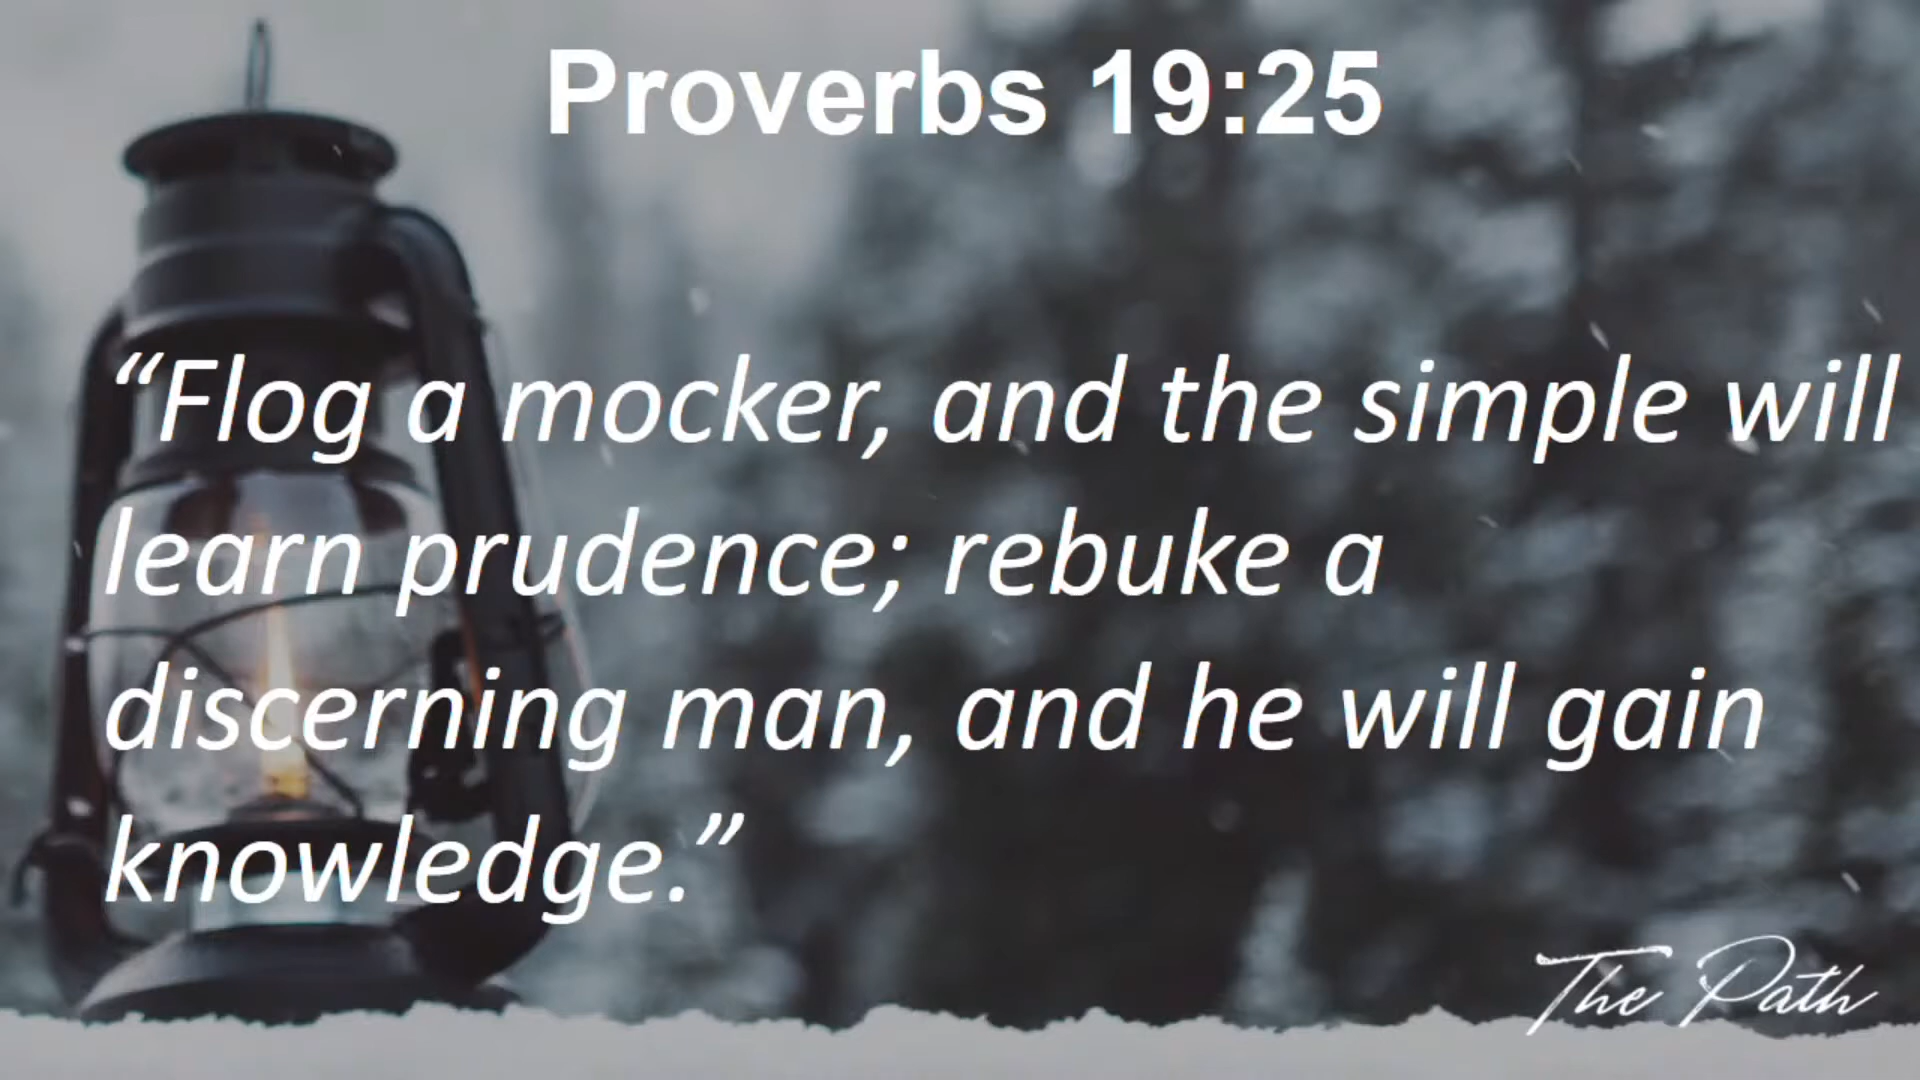 Proverbs 19:25
“Flog a mocker, and the simple will
learn prudence; rebuke a
discerning man, and he will gain
knowledge.”
The Path